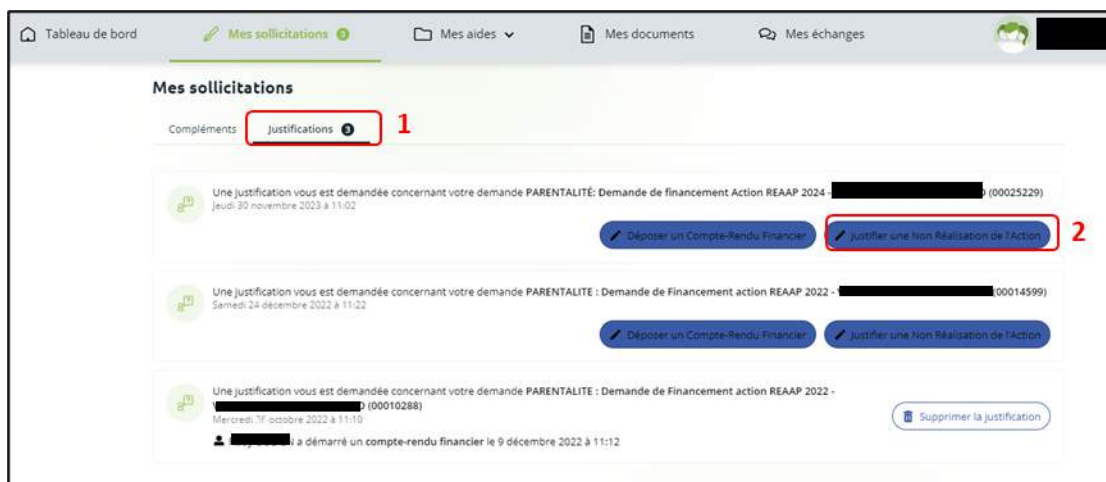 Tableau de bord Mes sollicitations 3 Mes aides Mes documents Mes échanges
Mes sollicitations
Compléments Justifications 3 1
Une justification vous est demandée concernant votre demande PARENTALITÉ: Demande de financement Action REAAP 2024 - (00025229)
Jeudi 30 novembre 2023 à 11:02
Déposer un Compte-Rendu Financier Justifier une Non Réalisation de l'Action 2
Une justification vous est demandée concernant votre demande PARENTALITE : Demande de Financement action REAAP 2022 - (00014599)
Samedi 24 décembre 2022 à 11:22
Déposer un Compte-Rendu Financier Justifier une Non Réalisation de l'Action
Une justification vous est demandée concernant votre demande PARENTALITE : Demande de Financement action REAAP 2022 -
(00010288)
Mercredi octobre 2022 à 11:10
Supprimer la justification
a démarré un compte-rendu financier le 9 décembre 2022 à 11:12